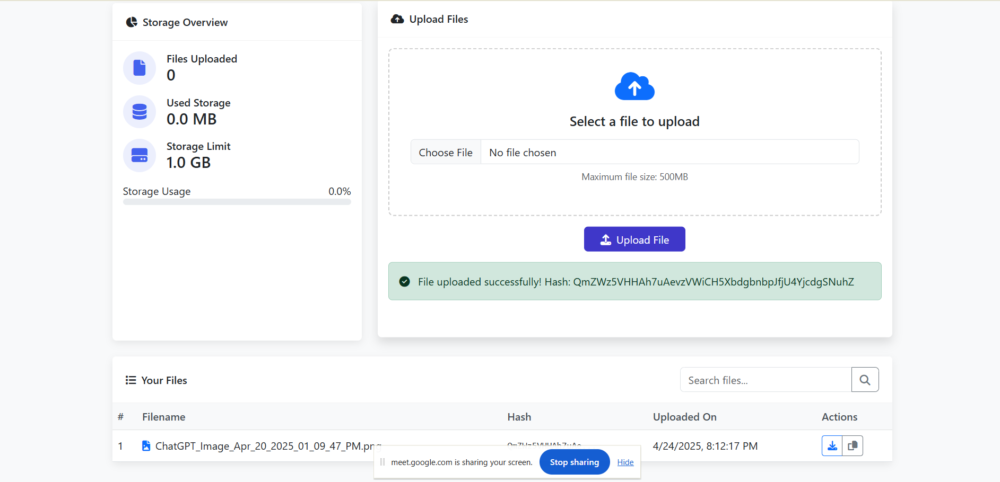 Storage Overview
Files Uploaded
0
Used Storage
0.0 MB
Storage Limit
1.0 GB
Storage Usage 0.0%
Upload Files
Select a file to upload
Choose File No file chosen
Maximum file size: 500MB
Upload File
File uploaded successfully! Hash: QmZWz5VHHAh7uAevzVWiCH5XbdgbnbpJfjU4YjcdgSNuhZ
Your Files
Search files...
# Filename Hash Uploaded On Actions
1 ChatGPT_Image_Apr_20_2025_01_09_47_PM.png 4/24/2025, 8:12:17 PM
meet.google.com is sharing your screen. Stop sharing Hide